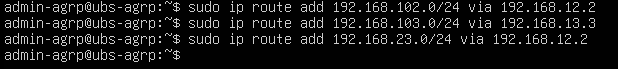 admin-agrp@ubs-agrp:~$ sudo ip route add 192.168.102.0/24 via 192.168.12.2
admin-agrp@ubs-agrp:~$ sudo ip route add 192.168.103.0/24 via 192.168.13.3
admin-agrp@ubs-agrp:~$ sudo ip route add 192.168.23.0/24 via 192.168.12.2
admin-agrp@ubs-agrp:~$